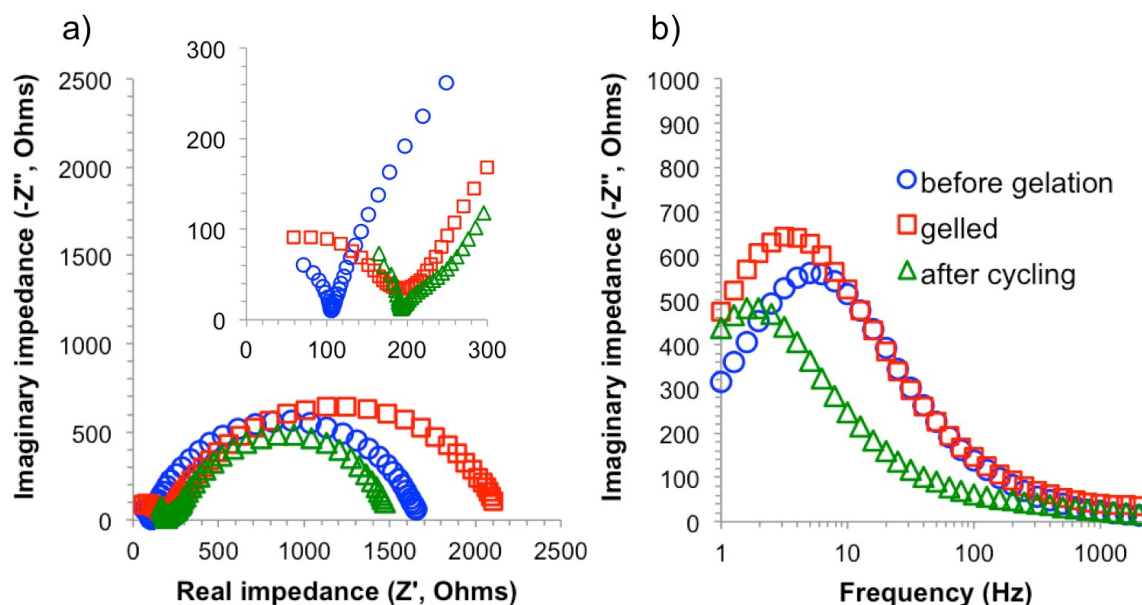 a)
Imaginary impedance (-Z", Ohms)
2500
2000
1500
1000
500
0
0 500 1000 1500 2000 2500
Real impedance (Z', Ohms)
300
200
100
0
0 100 200 300
b)
Imaginary impedance (-Z", Ohms)
1000
900
800
700
600
500
400
300
200
100
0
1 10 100 1000
Frequency (Hz)
before gelation
gelled
after cycling